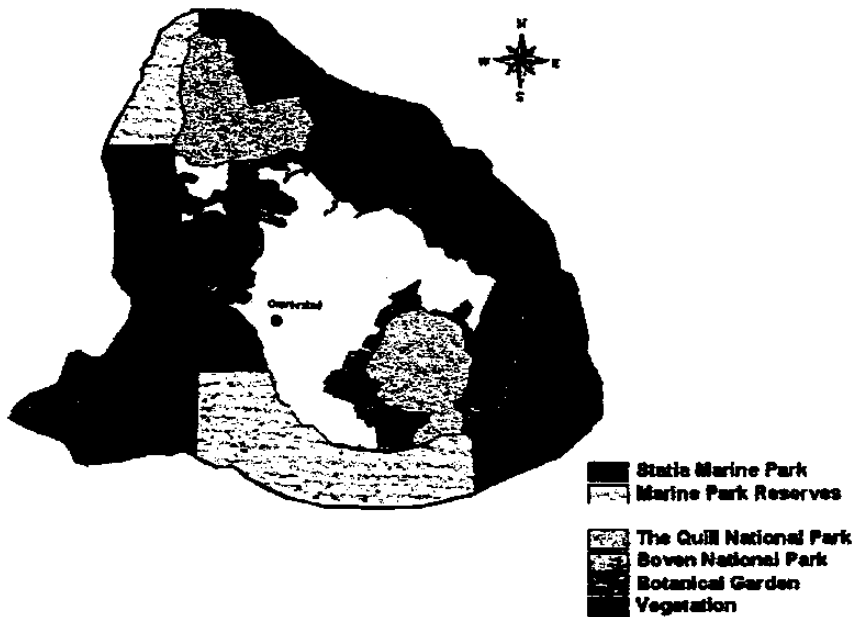 N
W E
S
Statia Marine Park
Marine Park Reserves
The Quill National Park
Boven National Park
Botanical Garden
Vegetation